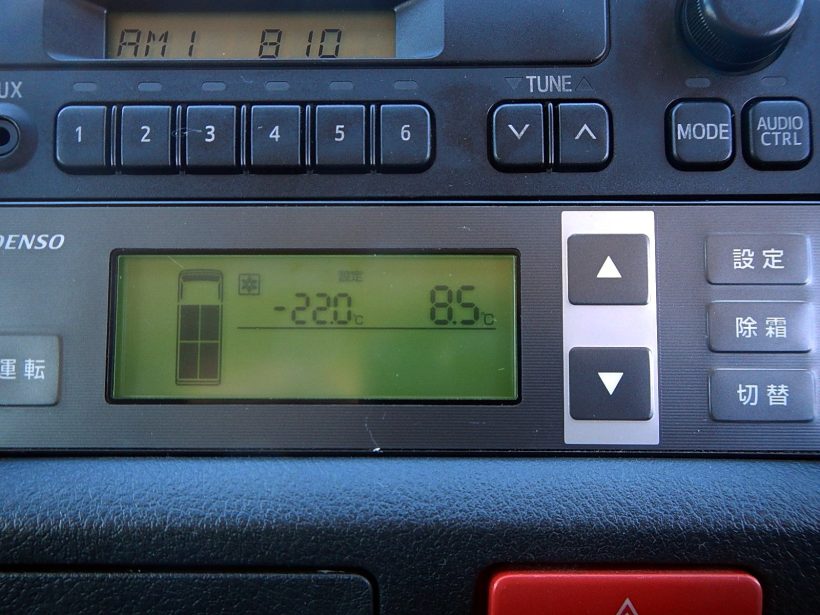 AM1 810
UX
TUNE
1 2 3 4 5 6
MODE
AUDIO
CTRL
DENSO
設定
-22.0℃ 8.5℃
運転
設定
除霜
切替